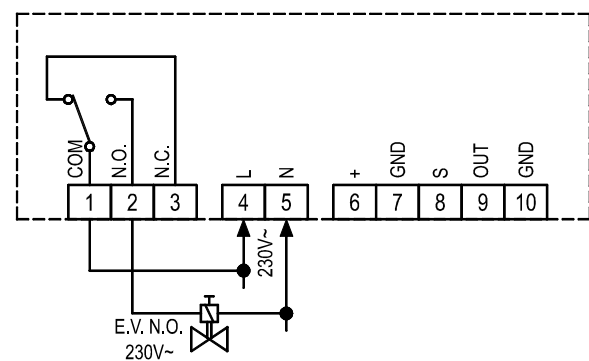 COM N.O. N.C. L N + GND S OUT GND
1 2 3 4 5 6 7 8 9 10
230V~
E.V. N.O.
230V~